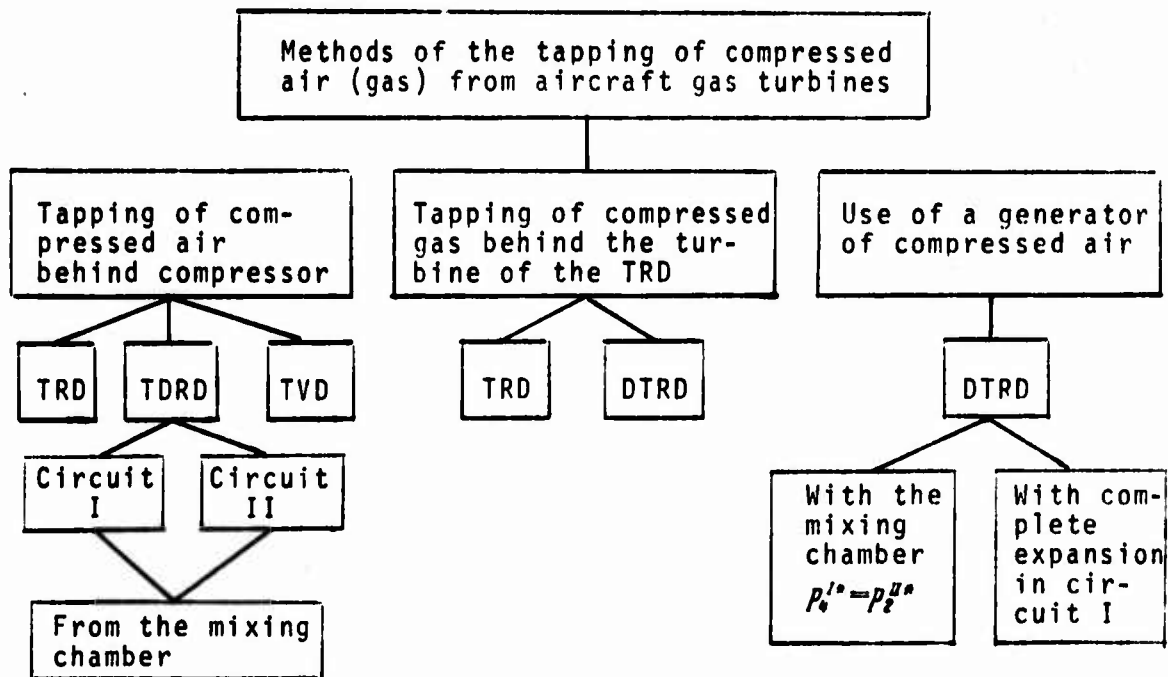 Methods of the tapping of compressed
air (gas) from aircraft gas turbines
Tapping of com-
pressed air
behind compressor
Tapping of compressed
gas behind the tur-
bine of the TRD
Use of a generator
of compressed air
TRD
TDRD
TVD
TRD
DTRD
DTRD
Circuit
I
Circuit
II
From the mixing
chamber
With the
mixing
chamber
p₄ᴵ*=p₂ᴵᴵ*
With com-
plete
expansion
in cir-
cuit I